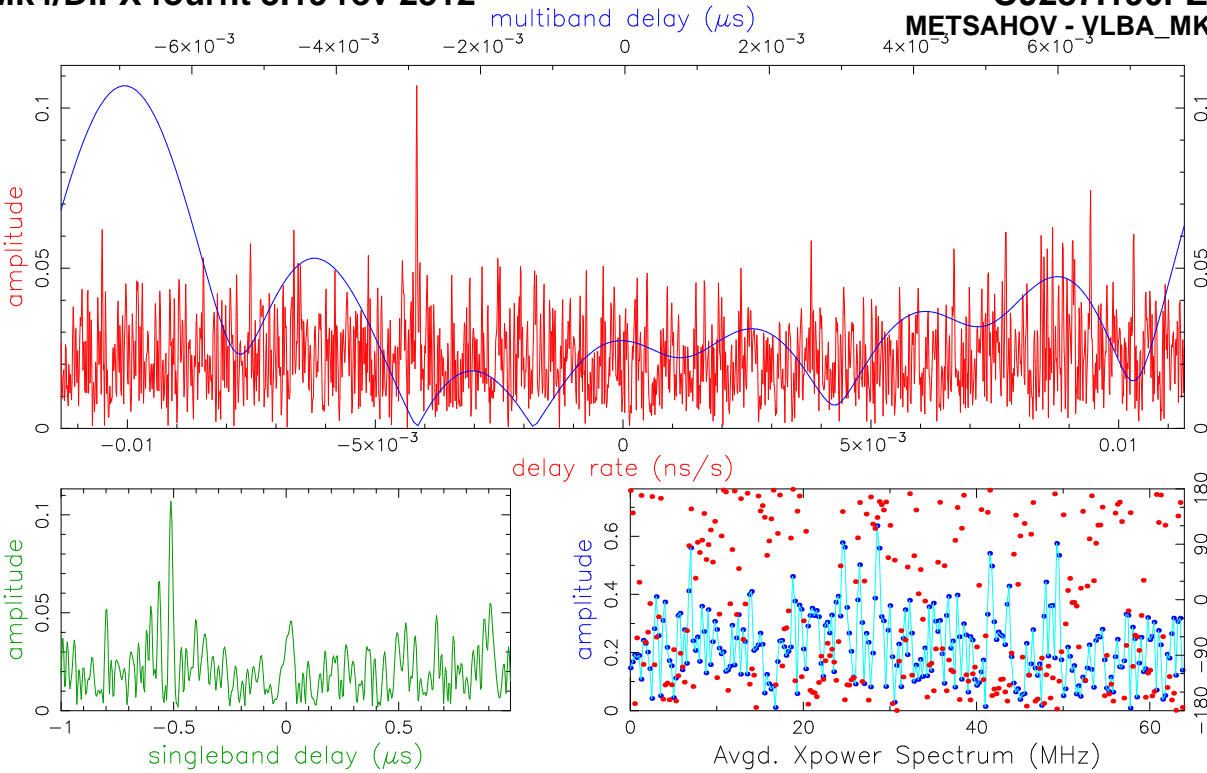 multiband delay (μs)
METSAHOV - VLBA_MK
−6×10⁻³ −4×10⁻³ −2×10⁻³ 0 2×10⁻³ 4×10⁻³ 6×10⁻³
amplitude
0 0.05 0.1
0 0.05 0.1
−0.01 −5×10⁻³ 0 5×10⁻³ 0.01
delay rate (ns/s)
amplitude
0 0.05 0.1
−1 −0.5 0 0.5
singleband delay (μs)
amplitude
0 0.2 0.4 0.6
−180 −90 0 90 180
0 20 40 60
Avgd. Xpower Spectrum (MHz)